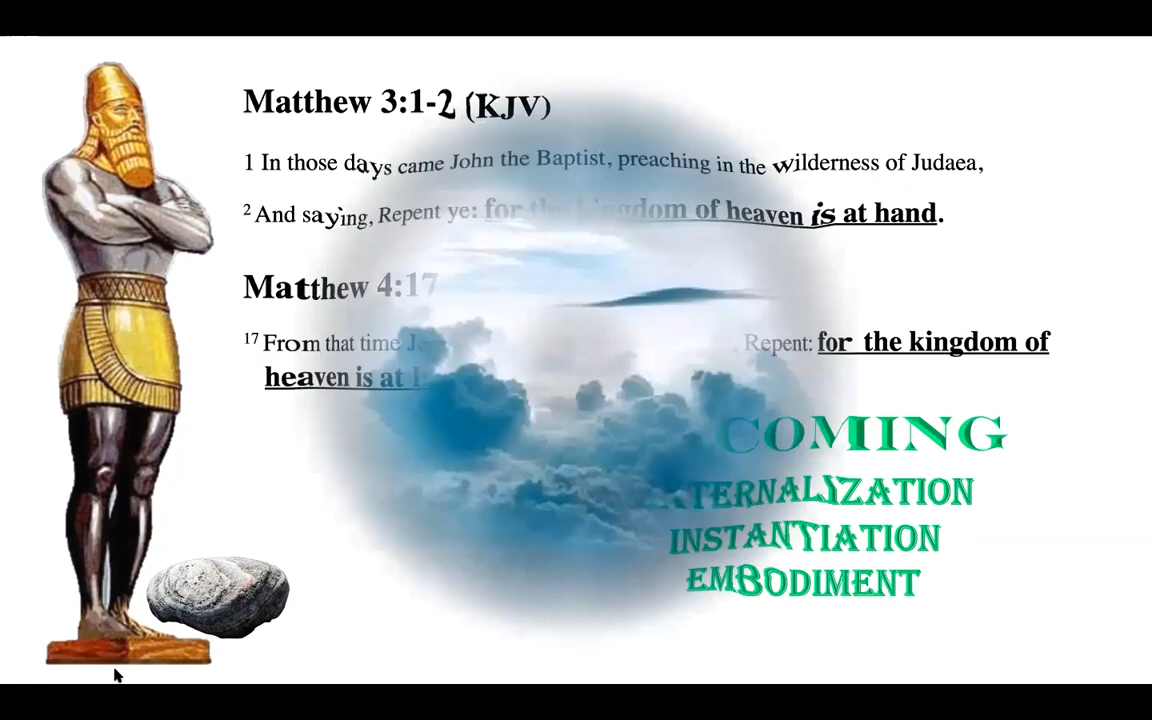 Matthew 3:1-2 (KJV)
1 In those days came John the Baptist, preaching in the wilderness of Judaea,
2 And saying, Repent ye: for the kingdom of heaven is at hand.
Matthew 4:17
17 From that time Repent: for the kingdom of
heaven is at
COMING
INSTANTIATION
EMBODIMENT